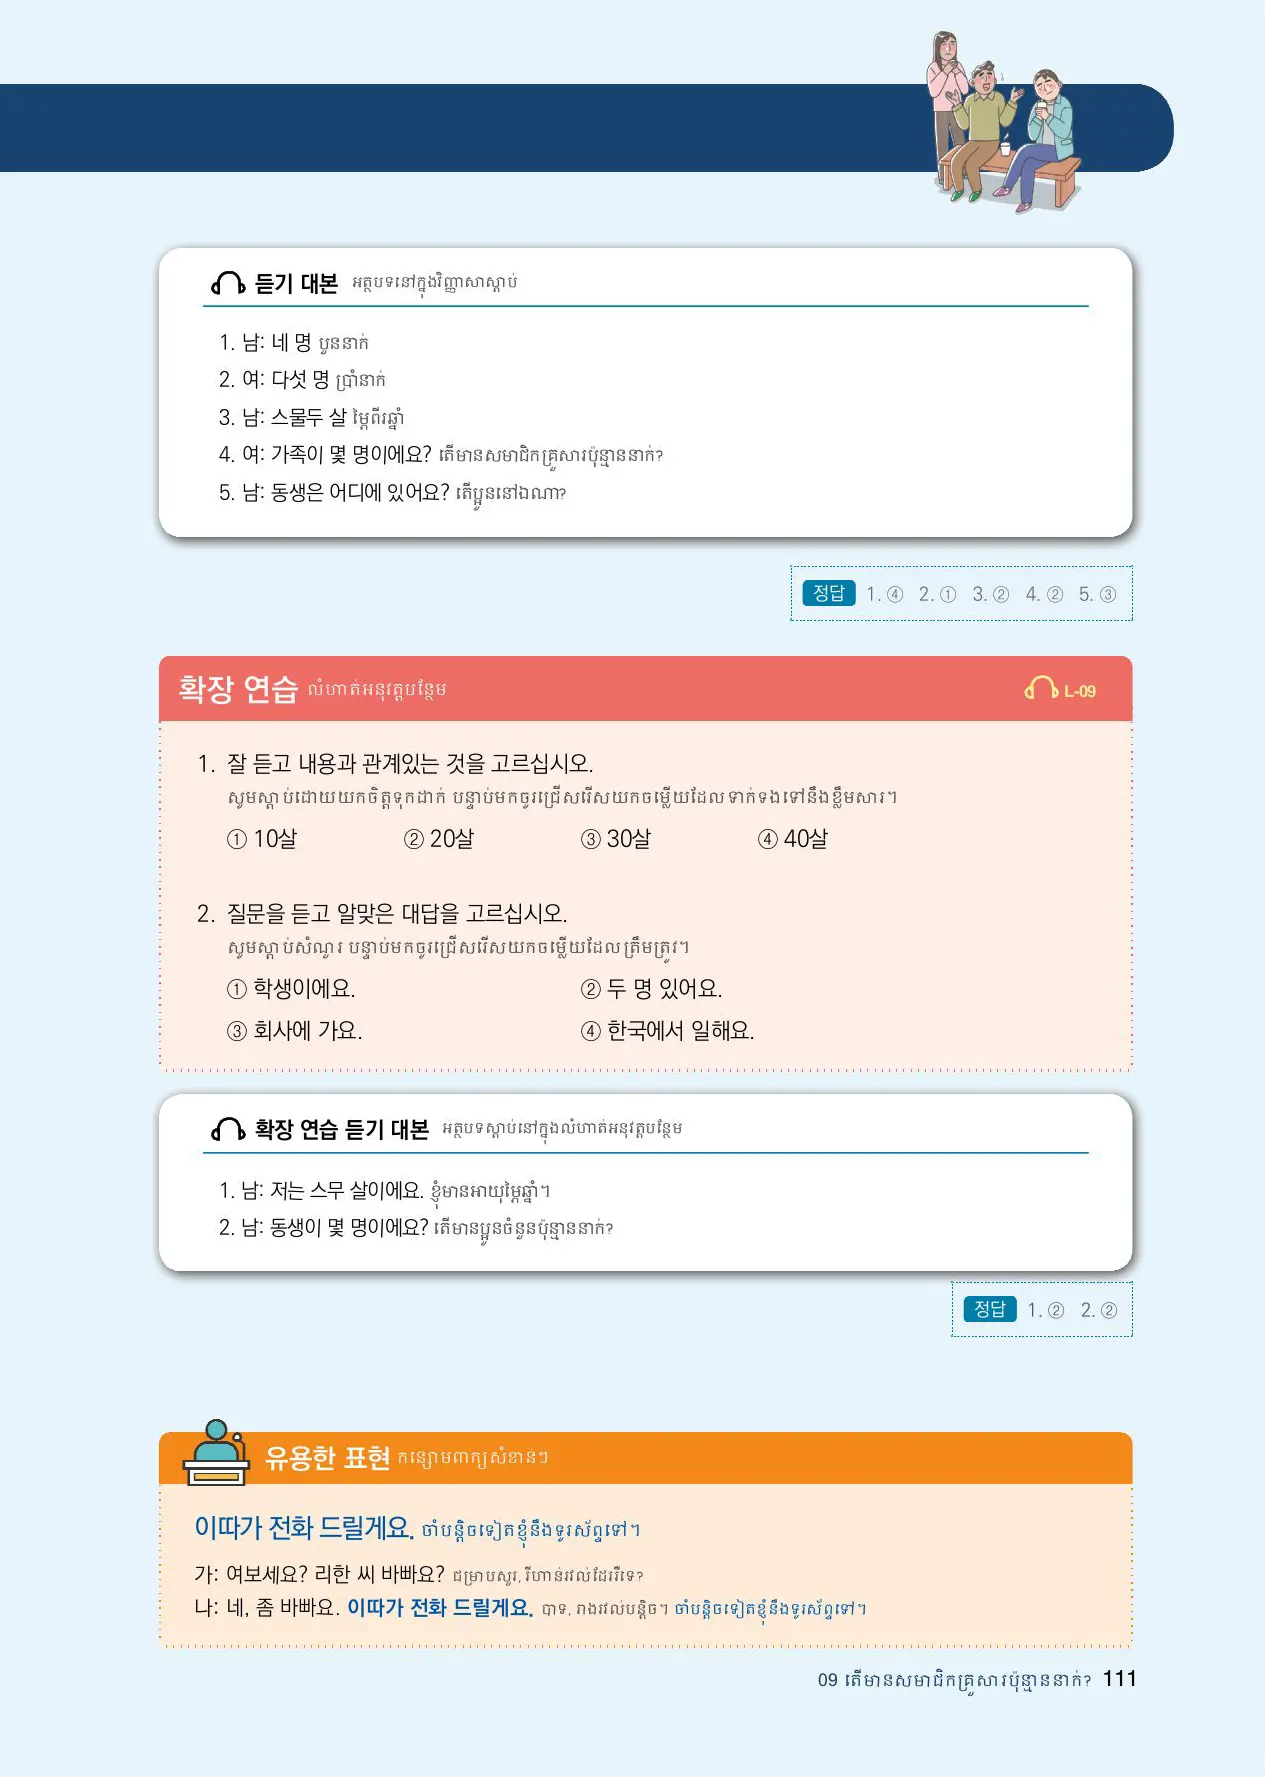 듣기 대본 អត្ថបទនៅក្នុងវិញ្ញាសាស្តាប់
1. 남: 네 명 បួននាក់
2. 여: 다섯 명 ប្រាំនាក់
3. 남: 스물두 살 ម្ភៃពីរឆ្នាំ
4. 여: 가족이 몇 명이에요? តើមានសមាជិកគ្រួសារប៉ុន្មាននាក់?
5. 남: 동생은 어디에 있어요? តើប្អូននៅឯណា?
정답 1. ④ 2. ① 3. ② 4. ② 5. ③
확장 연습 លំហាត់អនុវត្តបន្ថែម L-09
1. 잘 듣고 내용과 관계있는 것을 고르십시오.
សូមស្តាប់ដោយយកចិត្តទុកដាក់ បន្ទាប់មកចូរជ្រើសរើសយកចម្លើយដែលទាក់ទងទៅនឹងខ្លឹមសារ។
① 10살 ② 20살 ③ 30살 ④ 40살
2. 질문을 듣고 알맞은 대답을 고르십시오.
សូមស្តាប់សំណួរ បន្ទាប់មកចូរជ្រើសរើសយកចម្លើយដែលត្រឹមត្រូវ។
① 학생이에요. ② 두 명 있어요.
③ 회사에 가요. ④ 한국에서 일해요.
확장 연습 듣기 대본 អត្ថបទស្តាប់នៅក្នុងលំហាត់អនុវត្តបន្ថែម
1. 남: 저는 스무 살이에요. ខ្ញុំមានអាយុម្ភៃឆ្នាំ។
2. 남: 동생이 몇 명이에요? តើមានប្អូនចំនួនប៉ុន្មាននាក់?
정답 1. ② 2. ②
유용한 표현 កន្សោមពាក្យសំខាន់ៗ
이따가 전화 드릴게요. ចាំបន្តិចទៀតខ្ញុំនឹងទូរស័ព្ទទៅ។
가: 여보세요? 리한 씨 바빠요? ជម្រាបសួរ, រីហាន់រវល់ដែររឺទេ?
나: 네, 좀 바빠요. 이따가 전화 드릴게요. បាទ, រាងរវល់បន្តិច។ ចាំបន្តិចទៀតខ្ញុំនឹងទូរស័ព្ទទៅ។
09 តើមានសមាជិកគ្រួសារប៉ុន្មាននាក់? 111